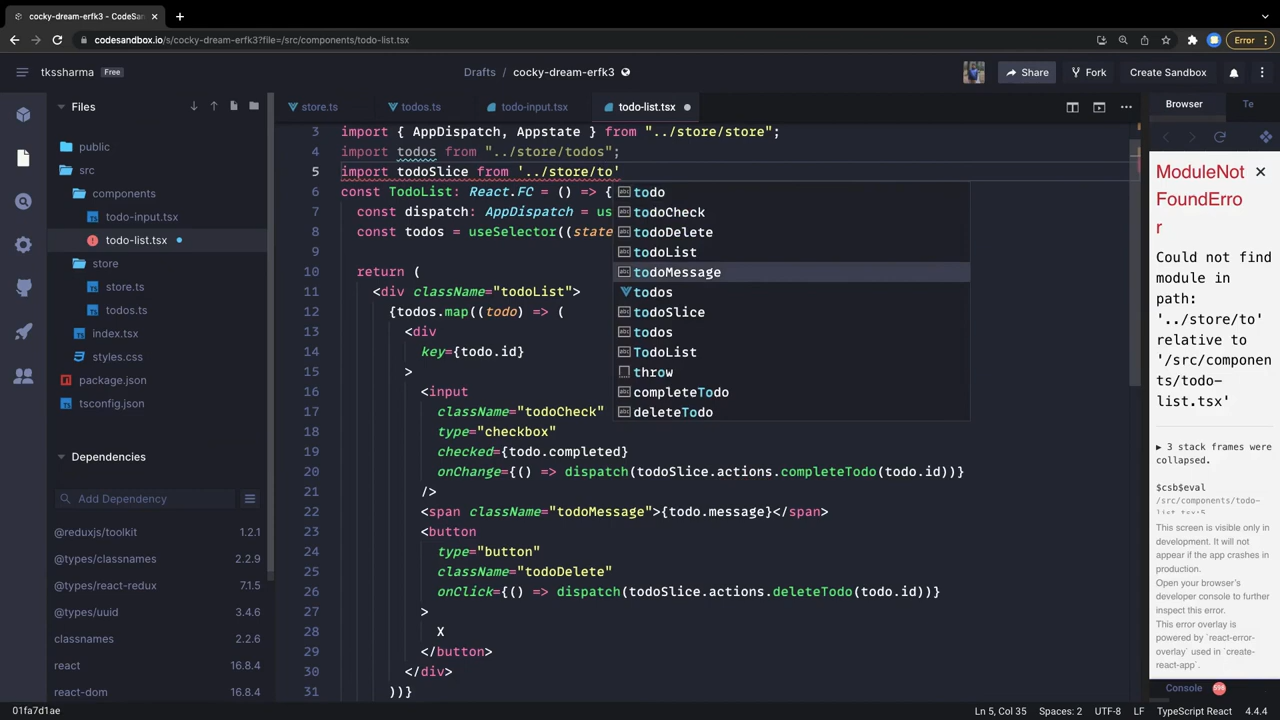 cocky-dream-erfk3 - CodeSan
codesandbox.io/s/cocky-dream-erfk3?file=/src/components/todo-list.tsx
Error
tkssharma Free
Drafts / cocky-dream-erfk3
Share
Fork
Create Sandbox
Files
store.ts
todos.ts
todo-input.tsx
todo-list.tsx
Browser
Te
public
src
components
todo-input.tsx
todo-list.tsx
store
store.ts
todos.ts
index.tsx
styles.css
package.json
tsconfig.json
Dependencies
Add Dependency
@reduxjs/toolkit 1.2.1
@types/classnames 2.2.9
@types/react-redux 7.1.5
@types/uuid 3.4.6
classnames 2.2.6
react 16.8.4
react-dom 16.8.4
3 import { AppDispatch, Appstate } from "../store/store";
4 import todos from "../store/todos";
5 import todoSlice from '../store/to'
6 const TodoList: React.FC = () => {
7 const dispatch: AppDispatch = us
8 const todos = useSelector((state
9
10 return (
11 <div className="todoList">
12 {todos.map((todo) => (
13 <div
14 key={todo.id}
15 >
16 <input
17 className="todoCheck"
18 type="checkbox"
19 checked={todo.completed}
20 onChange={() => dispatch(todoSlice.actions.completeTodo(todo.id))}
21 />
22 <span className="todoMessage">{todo.message}</span>
23 <button
24 type="button"
25 className="todoDelete"
26 onClick={() => dispatch(todoSlice.actions.deleteTodo(todo.id))}
27 >
28 X
29 </button>
30 </div>
31 ))}
todo
todoCheck
todoDelete
todoList
todoMessage
todos
todoSlice
todos
TodoList
throw
completeTodo
deleteTodo
ModuleNot
FoundErro
r
Could not find
module in
path:
'../store/to'
relative to
'/src/componen
ts/todo-
list.tsx'
▶ 3 stack frames were
collapsed.
$csb$eval
/src/components/todo-
list.tsx:5
This screen is visible only in
development. It will not
appear if the app crashes in
production.
Open your browser's
developer console to further
inspect this error.
This error overlay is
powered by `react-error-
overlay` used in `create-
react-app`.
Console
01fa7d1ae
Ln 5, Col 35 Spaces: 2 UTF-8 LF TypeScript React 4.4.4